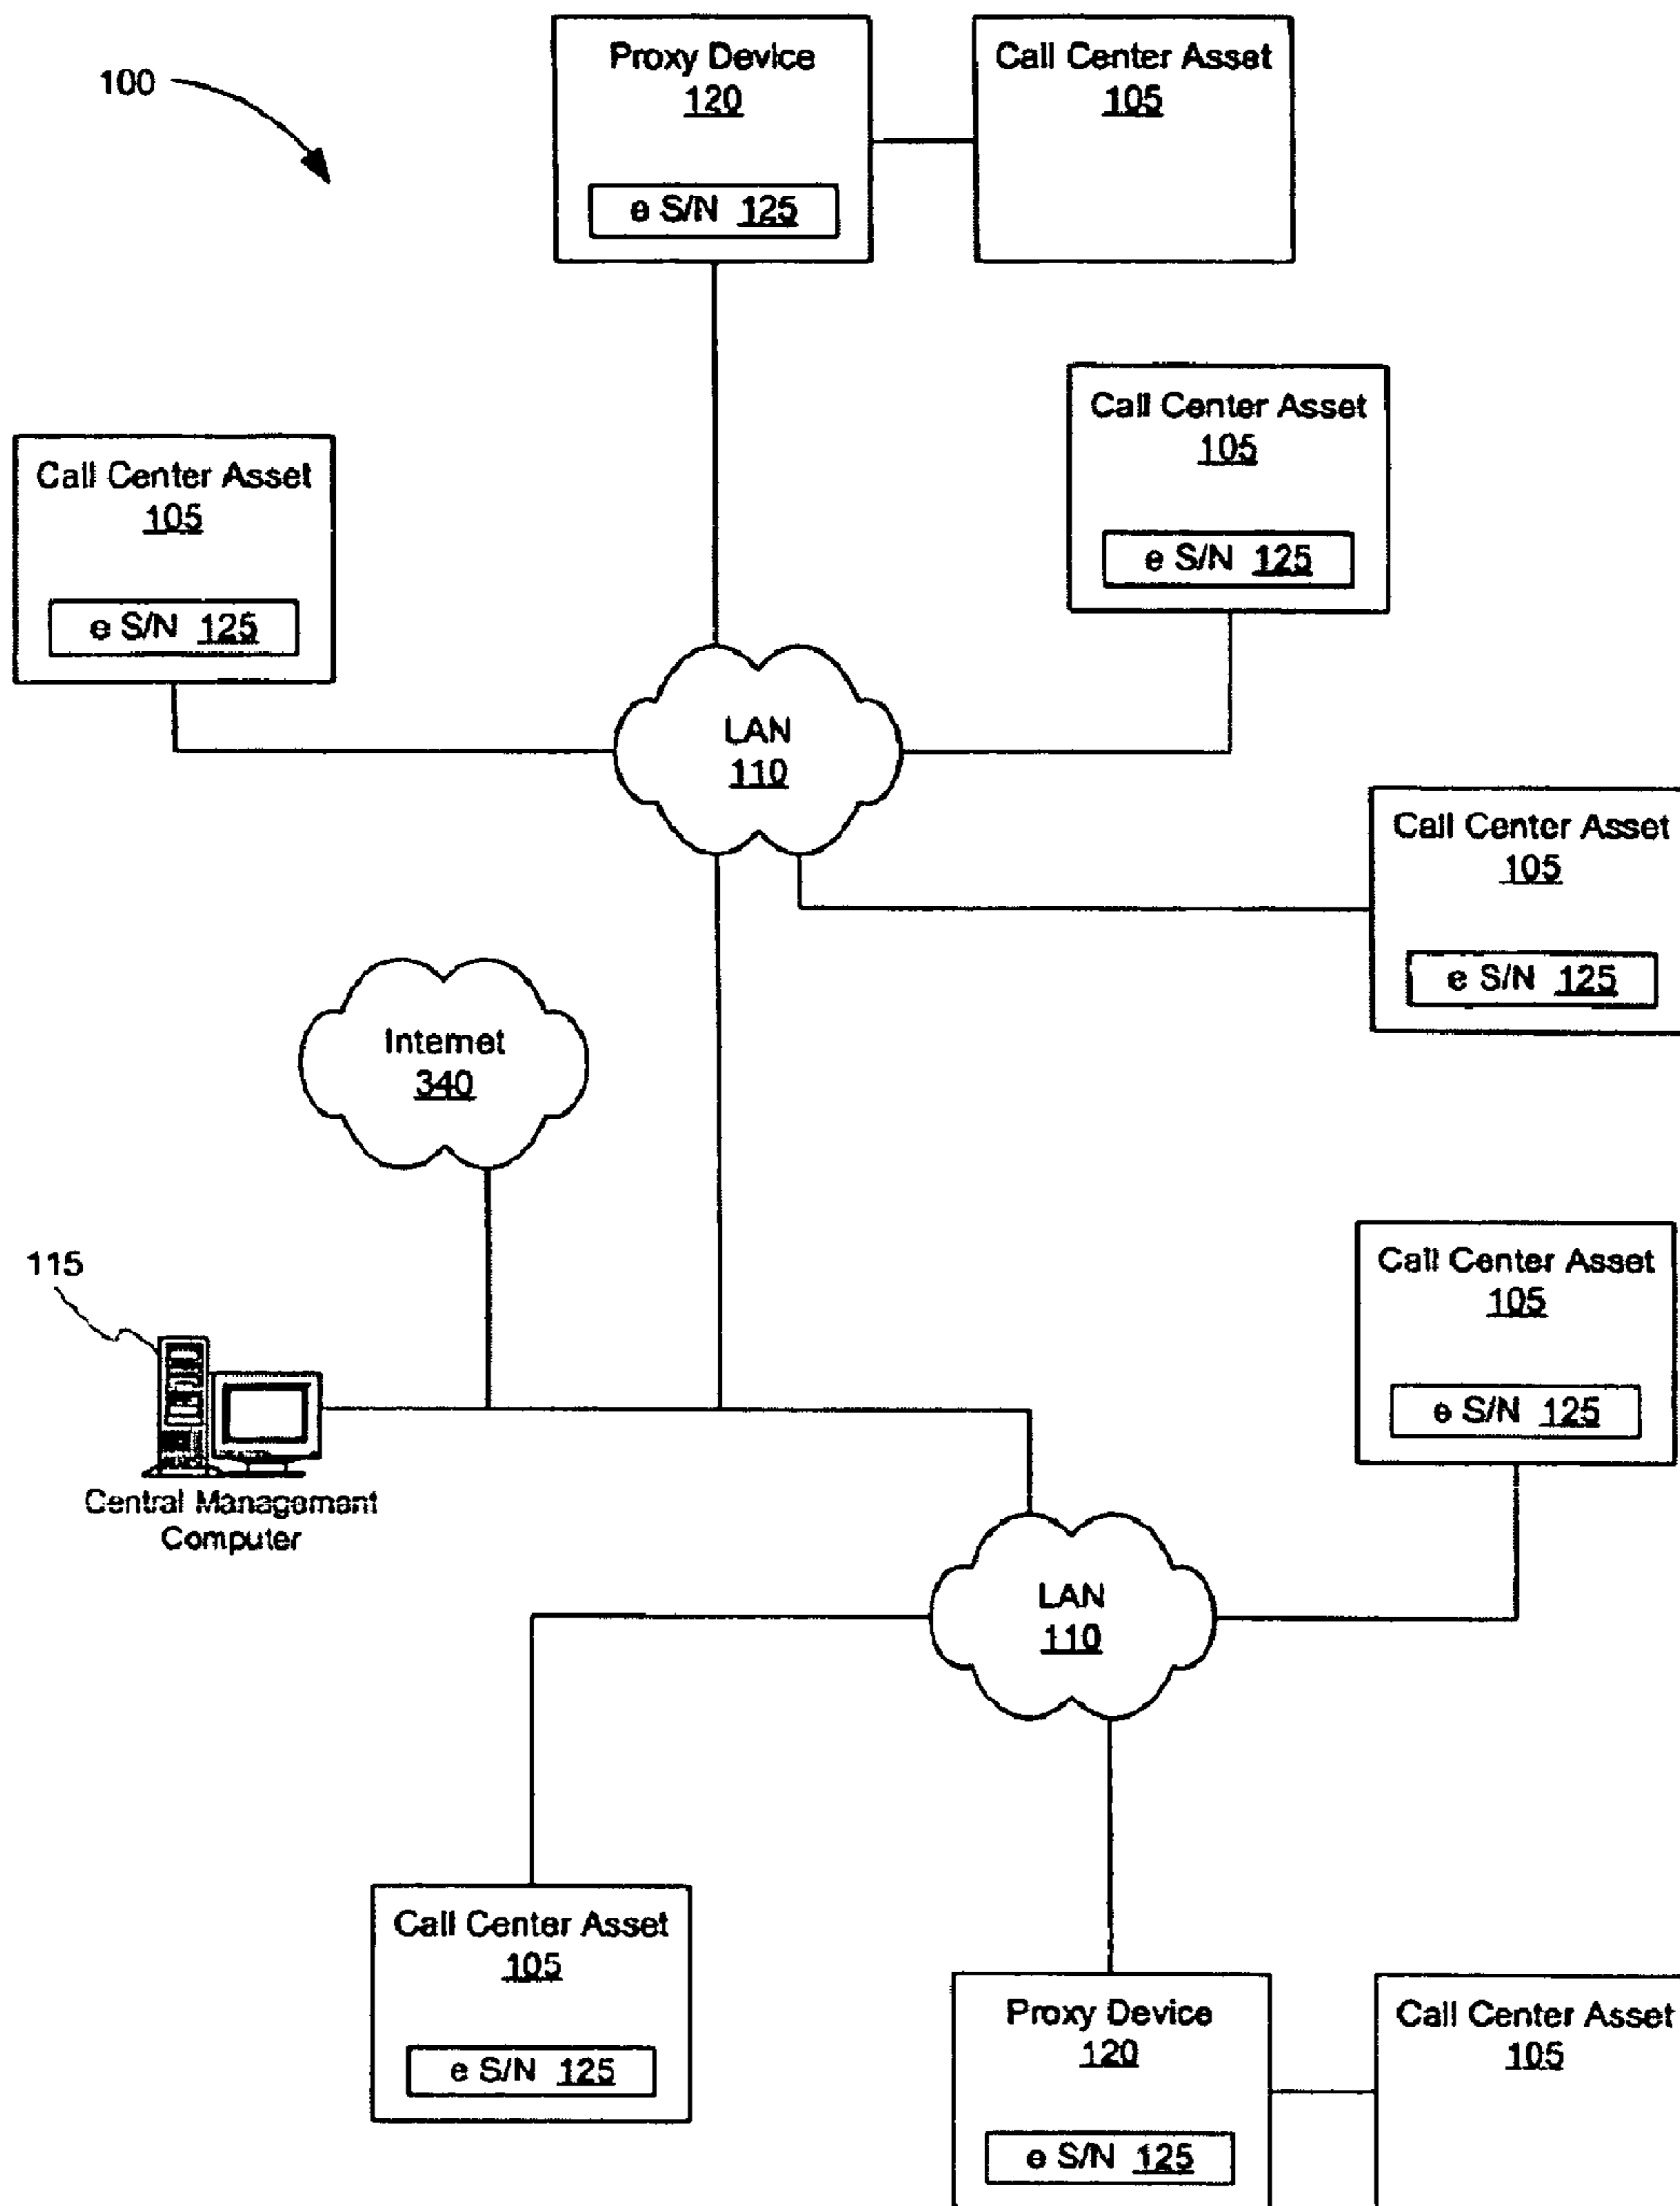 100
Proxy Device
120
e S/N 125
Call Center Asset
105
Call Center Asset
105
e S/N 125
Call Center Asset
105
e S/N 125
LAN
110
Call Center Asset
105
e S/N 125
Internet
340
115
Central Management
Computer
Call Center Asset
105
e S/N 125
LAN
110
Call Center Asset
105
e S/N 125
Proxy Device
120
e S/N 125
Call Center Asset
105